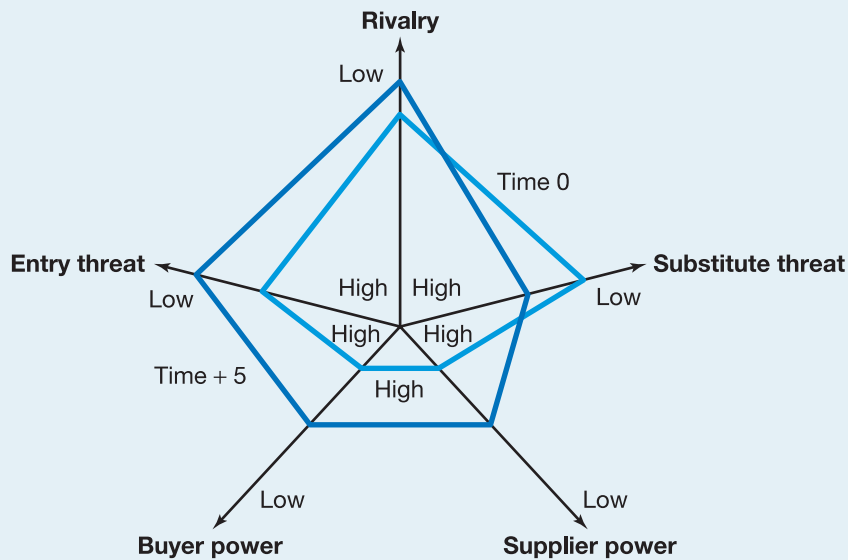 Rivalry
Low
Time 0
Entry threat
Substitute threat
Low
High
High
Low
High
High
Time + 5
High
Low
Low
Buyer power
Supplier power